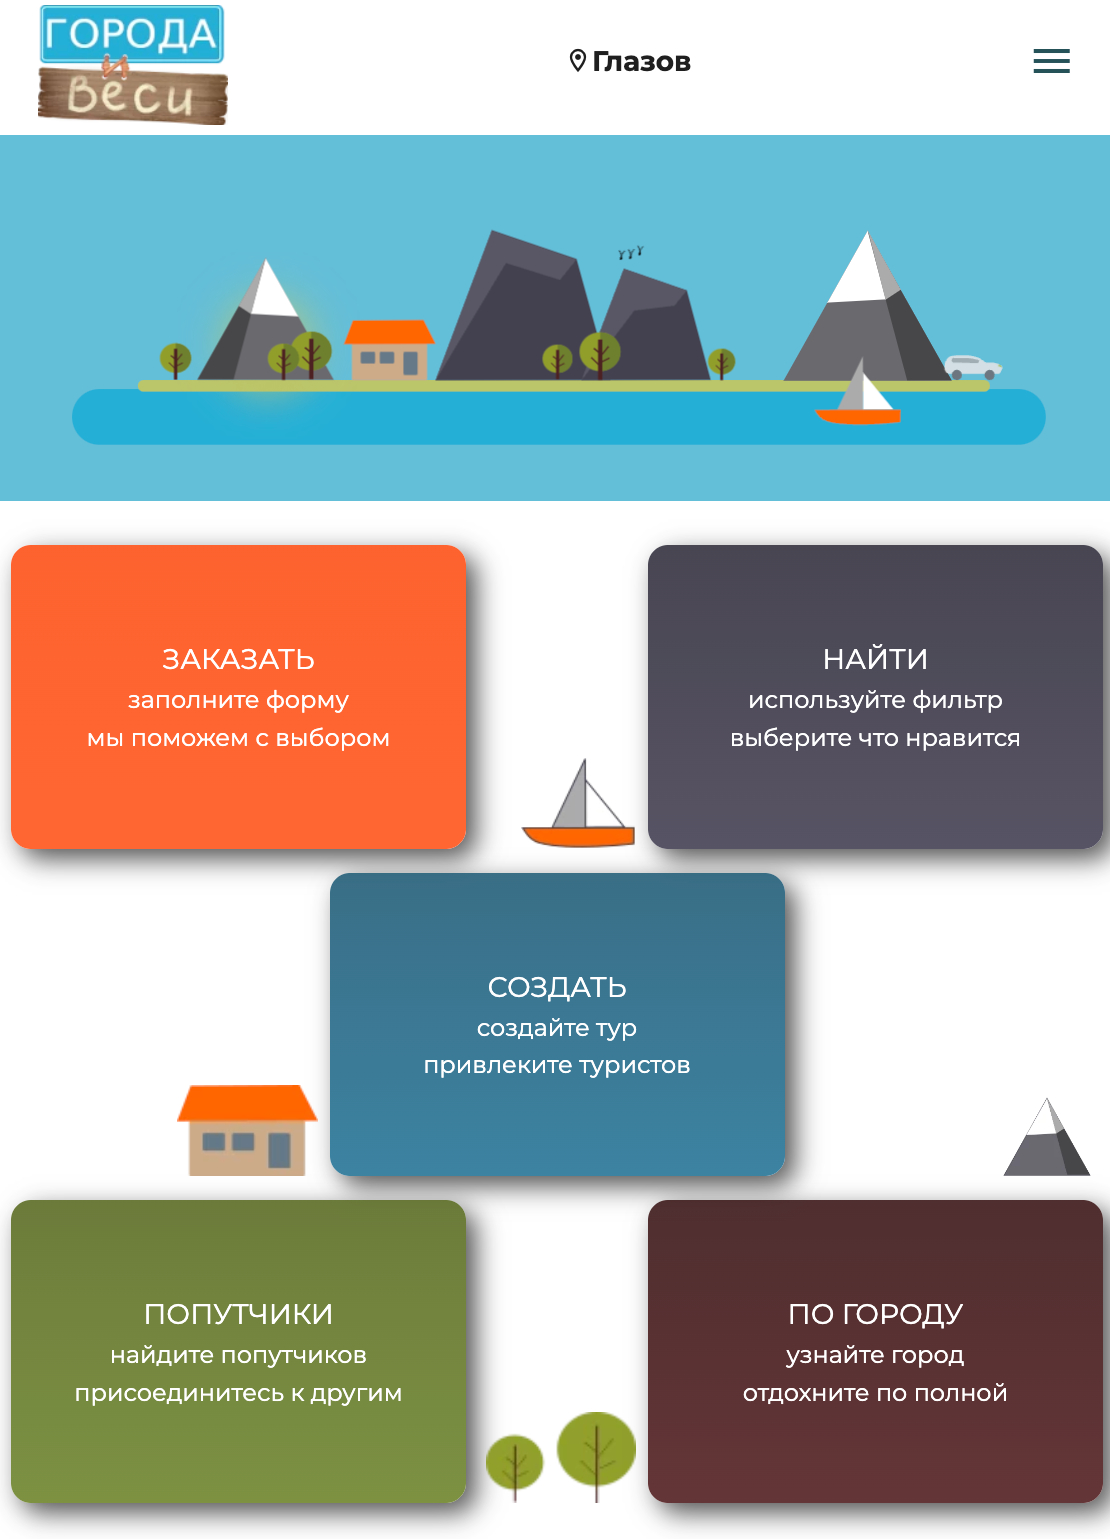 ГОРОДА
и
Веси
Глазов
ЗАКАЗАТЬ
заполните форму
мы поможем с выбором
НАЙТИ
используйте фильтр
выберите что нравится
СОЗДАТЬ
создайте тур
привлеките туристов
ПОПУТЧИКИ
найдите попутчиков
присоединитесь к другим
ПО ГОРОДУ
узнайте город
отдохните по полной